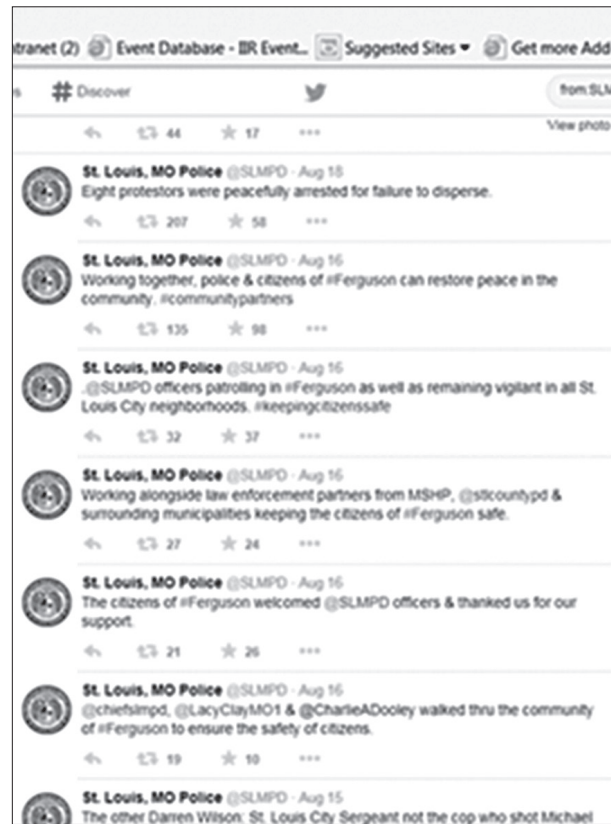 tranet (2) Event Database - IIR Event... Suggested Sites Get more Add
s # Discover from:SLM
44 17 ••• View photo
St. Louis, MO Police @SLMPD · Aug 18
Eight protestors were peacefully arrested for failure to disperse.
207 58 •••
St. Louis, MO Police @SLMPD · Aug 16
Working together, police & citizens of #Ferguson can restore peace in the
community. #communitypartners
135 98 •••
St. Louis, MO Police @SLMPD · Aug 16
.@SLMPD officers patrolling in #Ferguson as well as remaining vigilant in all St.
Louis City neighborhoods. #keepingcitizenssafe
32 37 •••
St. Louis, MO Police @SLMPD · Aug 16
Working alongside law enforcement partners from MSHP, @stlcountypd &
surrounding municipalities keeping the citizens of #Ferguson safe.
27 24 •••
St. Louis, MO Police @SLMPD · Aug 16
The citizens of #Ferguson welcomed @SLMPD officers & thanked us for our
support.
21 26 •••
St. Louis, MO Police @SLMPD · Aug 16
@chiefslmpd, @LacyClayMO1 & @CharlieADooley walked thru the community
of #Ferguson to ensure the safety of citizens.
19 10 •••
St. Louis, MO Police @SLMPD · Aug 15
The other Darren Wilson: St. Louis City Sergeant not the cop who shot Michael